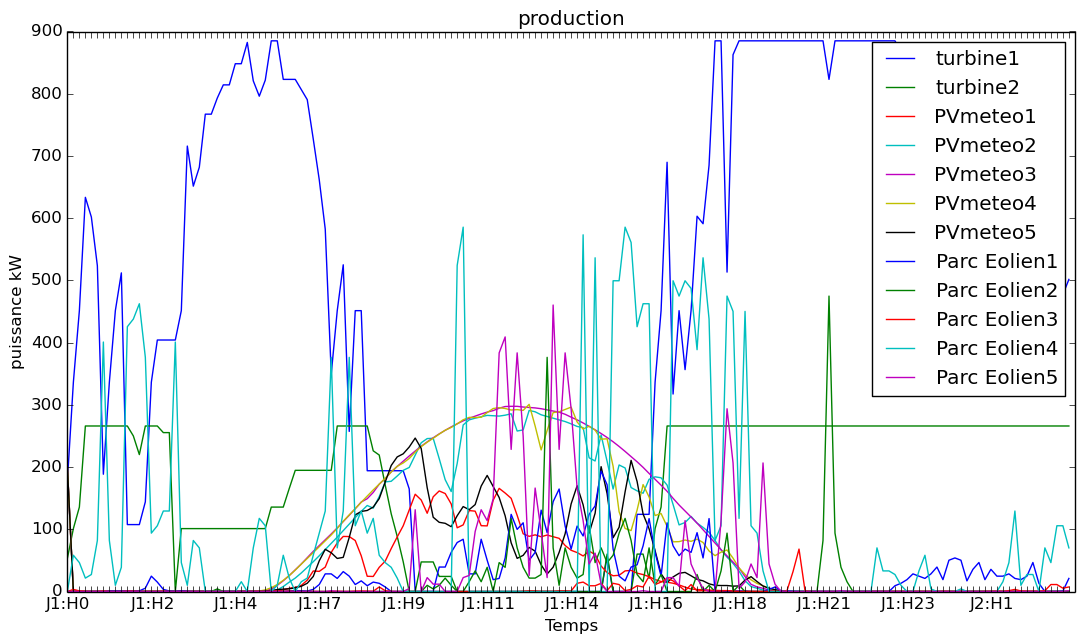 production
900
800
700
600
500
400
300
200
100
0
puissance kW
J1:H0 J1:H2 J1:H4 J1:H7 J1:H9 J1:H11 J1:H14 J1:H16 J1:H18 J1:H21 J1:H23 J2:H1
Temps
turbine1
turbine2
PVmeteo1
PVmeteo2
PVmeteo3
PVmeteo4
PVmeteo5
Parc Eolien1
Parc Eolien2
Parc Eolien3
Parc Eolien4
Parc Eolien5